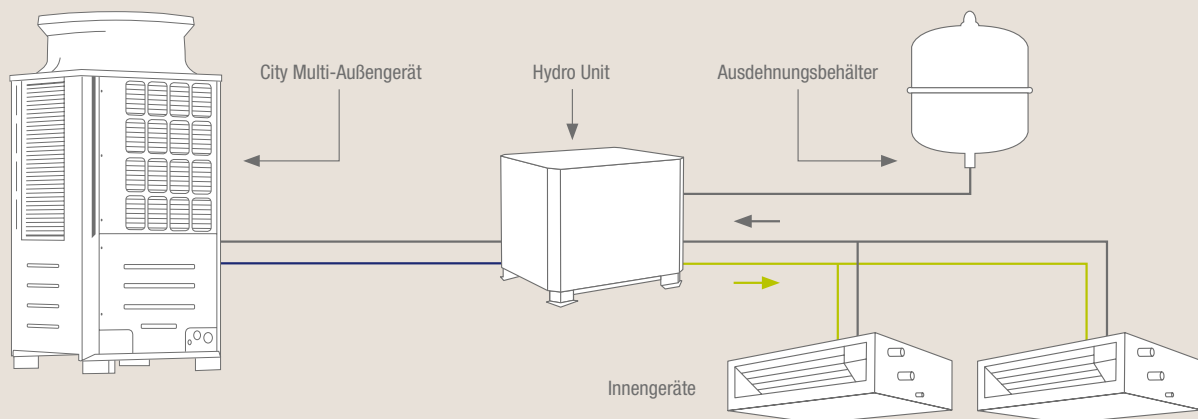 City Multi-Außengerät
Hydro Unit
Ausdehnungsbehälter
Innengeräte